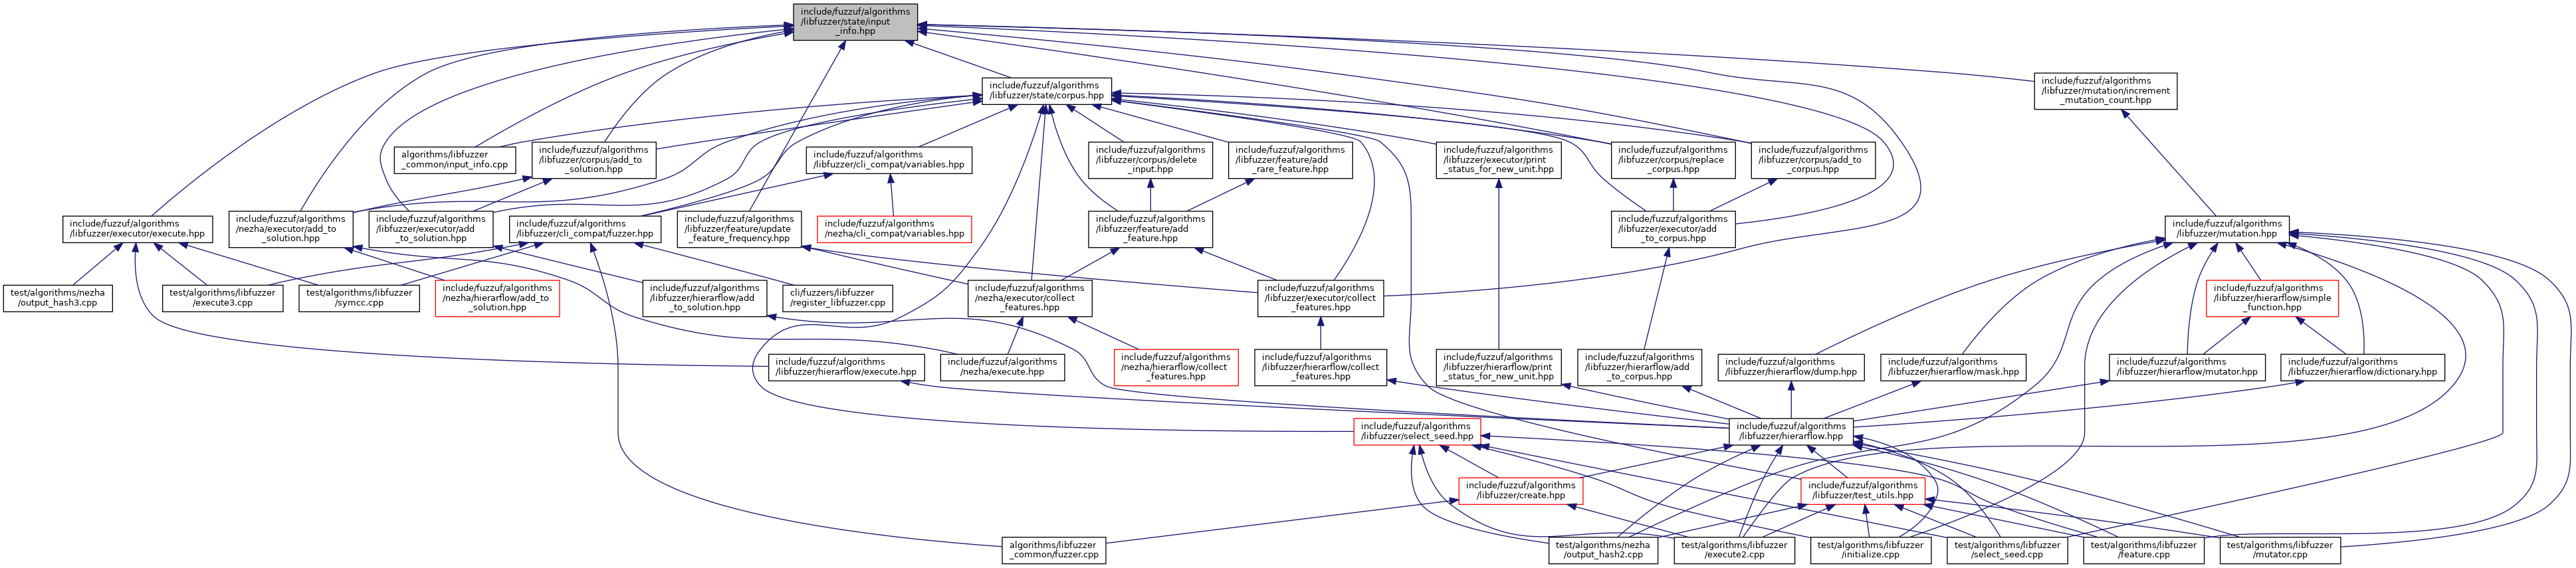 include/fuzzuf/algorithms
/libfuzzer/state/input
_info.hpp
include/fuzzuf/algorithms
/libfuzzer/state/corpus.hpp
include/fuzzuf/algorithms
/libfuzzer/mutation/increment
_mutation_count.hpp
algorithms/libfuzzer
_common/input_info.cpp
include/fuzzuf/algorithms
/libfuzzer/corpus/add_to
_solution.hpp
include/fuzzuf/algorithms
/libfuzzer/cli_compat/variables.hpp
include/fuzzuf/algorithms
/libfuzzer/corpus/delete
_input.hpp
include/fuzzuf/algorithms
/libfuzzer/feature/add
_rare_feature.hpp
include/fuzzuf/algorithms
/libfuzzer/executor/print
_status_for_new_unit.hpp
include/fuzzuf/algorithms
/libfuzzer/corpus/replace
_corpus.hpp
include/fuzzuf/algorithms
/libfuzzer/corpus/add_to
_corpus.hpp
include/fuzzuf/algorithms
/libfuzzer/executor/execute.hpp
include/fuzzuf/algorithms
/nezha/executor/add_to
_solution.hpp
include/fuzzuf/algorithms
/libfuzzer/executor/add
_to_solution.hpp
include/fuzzuf/algorithms
/libfuzzer/cli_compat/fuzzer.hpp
include/fuzzuf/algorithms
/libfuzzer/feature/update
_feature_frequency.hpp
include/fuzzuf/algorithms
/nezha/cli_compat/variables.hpp
include/fuzzuf/algorithms
/libfuzzer/feature/add
_feature.hpp
include/fuzzuf/algorithms
/libfuzzer/executor/add
_to_corpus.hpp
include/fuzzuf/algorithms
/libfuzzer/mutation.hpp
test/algorithms/nezha
/output_hash3.cpp
test/algorithms/libfuzzer
/execute3.cpp
test/algorithms/libfuzzer
/symcc.cpp
include/fuzzuf/algorithms
/nezha/hierarflow/add_to
_solution.hpp
include/fuzzuf/algorithms
/libfuzzer/hierarflow/add
_to_solution.hpp
cli/fuzzers/libfuzzer
/register_libfuzzer.cpp
include/fuzzuf/algorithms
/nezha/executor/collect
_features.hpp
include/fuzzuf/algorithms
/libfuzzer/executor/collect
_features.hpp
include/fuzzuf/algorithms
/libfuzzer/hierarflow/simple
_function.hpp
include/fuzzuf/algorithms
/libfuzzer/hierarflow/execute.hpp
include/fuzzuf/algorithms
/nezha/execute.hpp
include/fuzzuf/algorithms
/nezha/hierarflow/collect
_features.hpp
include/fuzzuf/algorithms
/libfuzzer/hierarflow/collect
_features.hpp
include/fuzzuf/algorithms
/libfuzzer/hierarflow/print
_status_for_new_unit.hpp
include/fuzzuf/algorithms
/libfuzzer/hierarflow/add
_to_corpus.hpp
include/fuzzuf/algorithms
/libfuzzer/hierarflow/dump.hpp
include/fuzzuf/algorithms
/libfuzzer/hierarflow/mask.hpp
include/fuzzuf/algorithms
/libfuzzer/hierarflow/mutator.hpp
include/fuzzuf/algorithms
/libfuzzer/hierarflow/dictionary.hpp
include/fuzzuf/algorithms
/libfuzzer/select_seed.hpp
include/fuzzuf/algorithms
/libfuzzer/hierarflow.hpp
include/fuzzuf/algorithms
/libfuzzer/create.hpp
include/fuzzuf/algorithms
/libfuzzer/test_utils.hpp
algorithms/libfuzzer
_common/fuzzer.cpp
test/algorithms/nezha
/output_hash2.cpp
test/algorithms/libfuzzer
/execute2.cpp
test/algorithms/libfuzzer
/initialize.cpp
test/algorithms/libfuzzer
/select_seed.cpp
test/algorithms/libfuzzer
/feature.cpp
test/algorithms/libfuzzer
/mutator.cpp